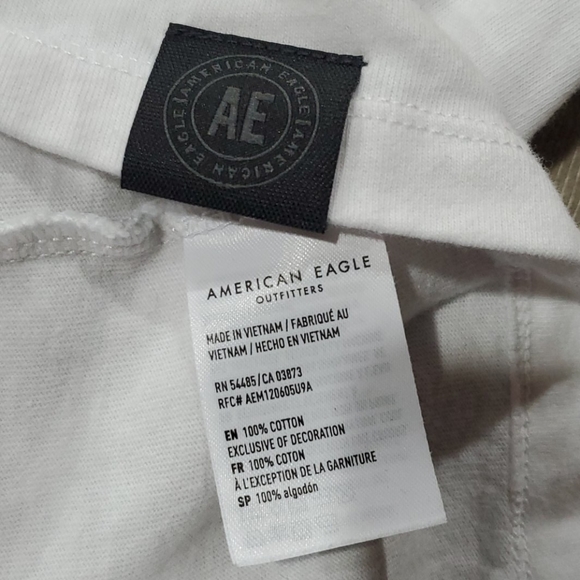 AMERICAN EAGLE
AE
AMERICAN EAGLE
AMERICAN EAGLE
OUTFITTERS
MADE IN VIETNAM / FABRIQUÉ AU
VIETNAM / HECHO EN VIETNAM
RN 54485/CA 03873
RFC# AEM120605U9A
EN 100% COTTON
EXCLUSIVE OF DECORATION
FR 100% COTON
À L'EXCEPTION DE LA GARNITURE
SP 100% algodón